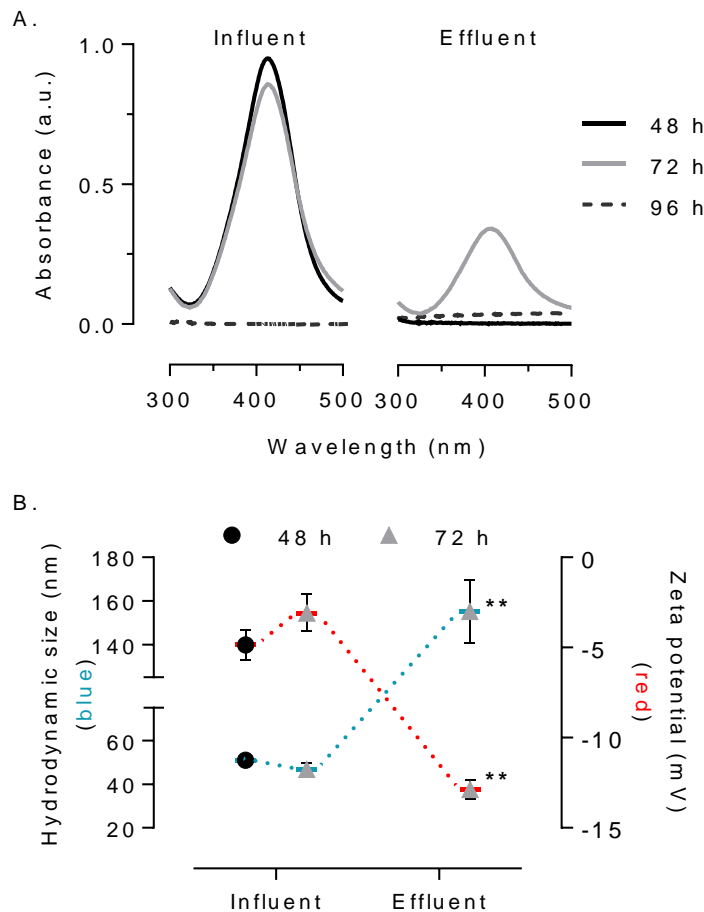 A.
Influent Effluent
1.0
0.5
0.0
Absorbance (a.u.)
48 h
72 h
96 h
300 400 500 300 400 500
Wavelength (nm)
B.
48 h 72 h
180
160
140
60
40
20
Hydrodynamic size (nm)
(blue)
**
**
0
-5
-10
-15
Zeta potential (mV)
(red)
Influent Effluent